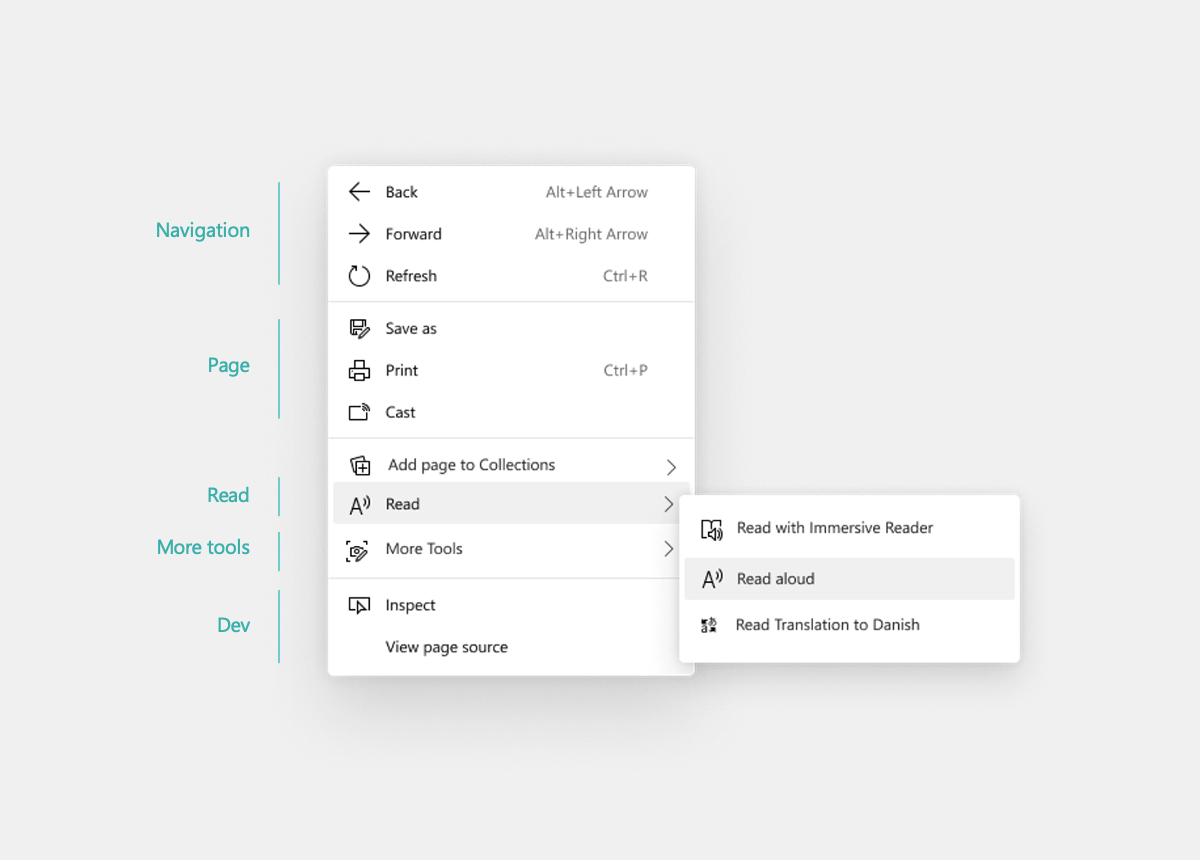 Navigation
Back Alt+Left Arrow
Forward Alt+Right Arrow
Refresh Ctrl+R
Page
Save as
Print Ctrl+P
Cast
Add page to Collections
Read
Read
More tools
More Tools
Read with Immersive Reader
Read aloud
Read Translation to Danish
Dev
Inspect
View page source